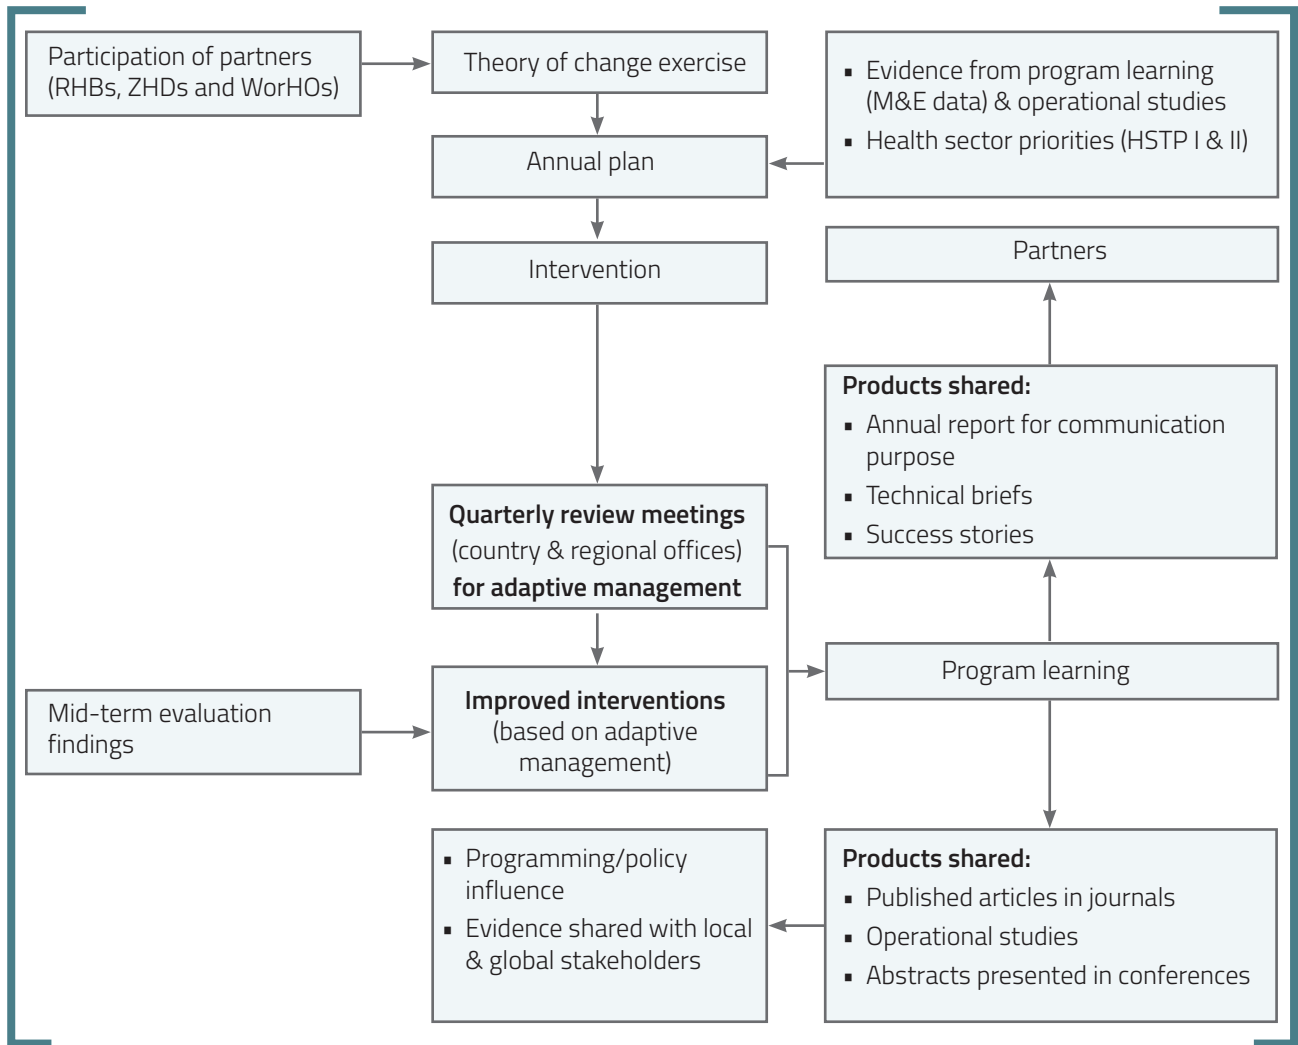 Participation of partners
(RHBs, ZHDs and WorHOs)
Theory of change exercise
▪ Evidence from program learning
(M&E data) & operational studies
▪ Health sector priorities (HSTP I & II)
Annual plan
Intervention
Partners
Products shared:
▪ Annual report for communication
purpose
▪ Technical briefs
▪ Success stories
Quarterly review meetings
(country & regional offices)
for adaptive management
Program learning
Mid-term evaluation
findings
Improved interventions
(based on adaptive
management)
▪ Programming/policy
influence
▪ Evidence shared with local
& global stakeholders
Products shared:
▪ Published articles in journals
▪ Operational studies
▪ Abstracts presented in conferences